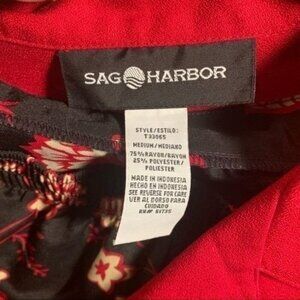 SAG HARBOR
STYLE/ESTILO:
T33065
MEDIUM/MEDIANO
75%RAYON/RAYON
25% POLYESTER/
POLIESTER
MADE IN INDONESIA
HECHO EN INDONESIA
SEE REVERSE FOR CARE
VER AL DORSO PARA
CUIDADO